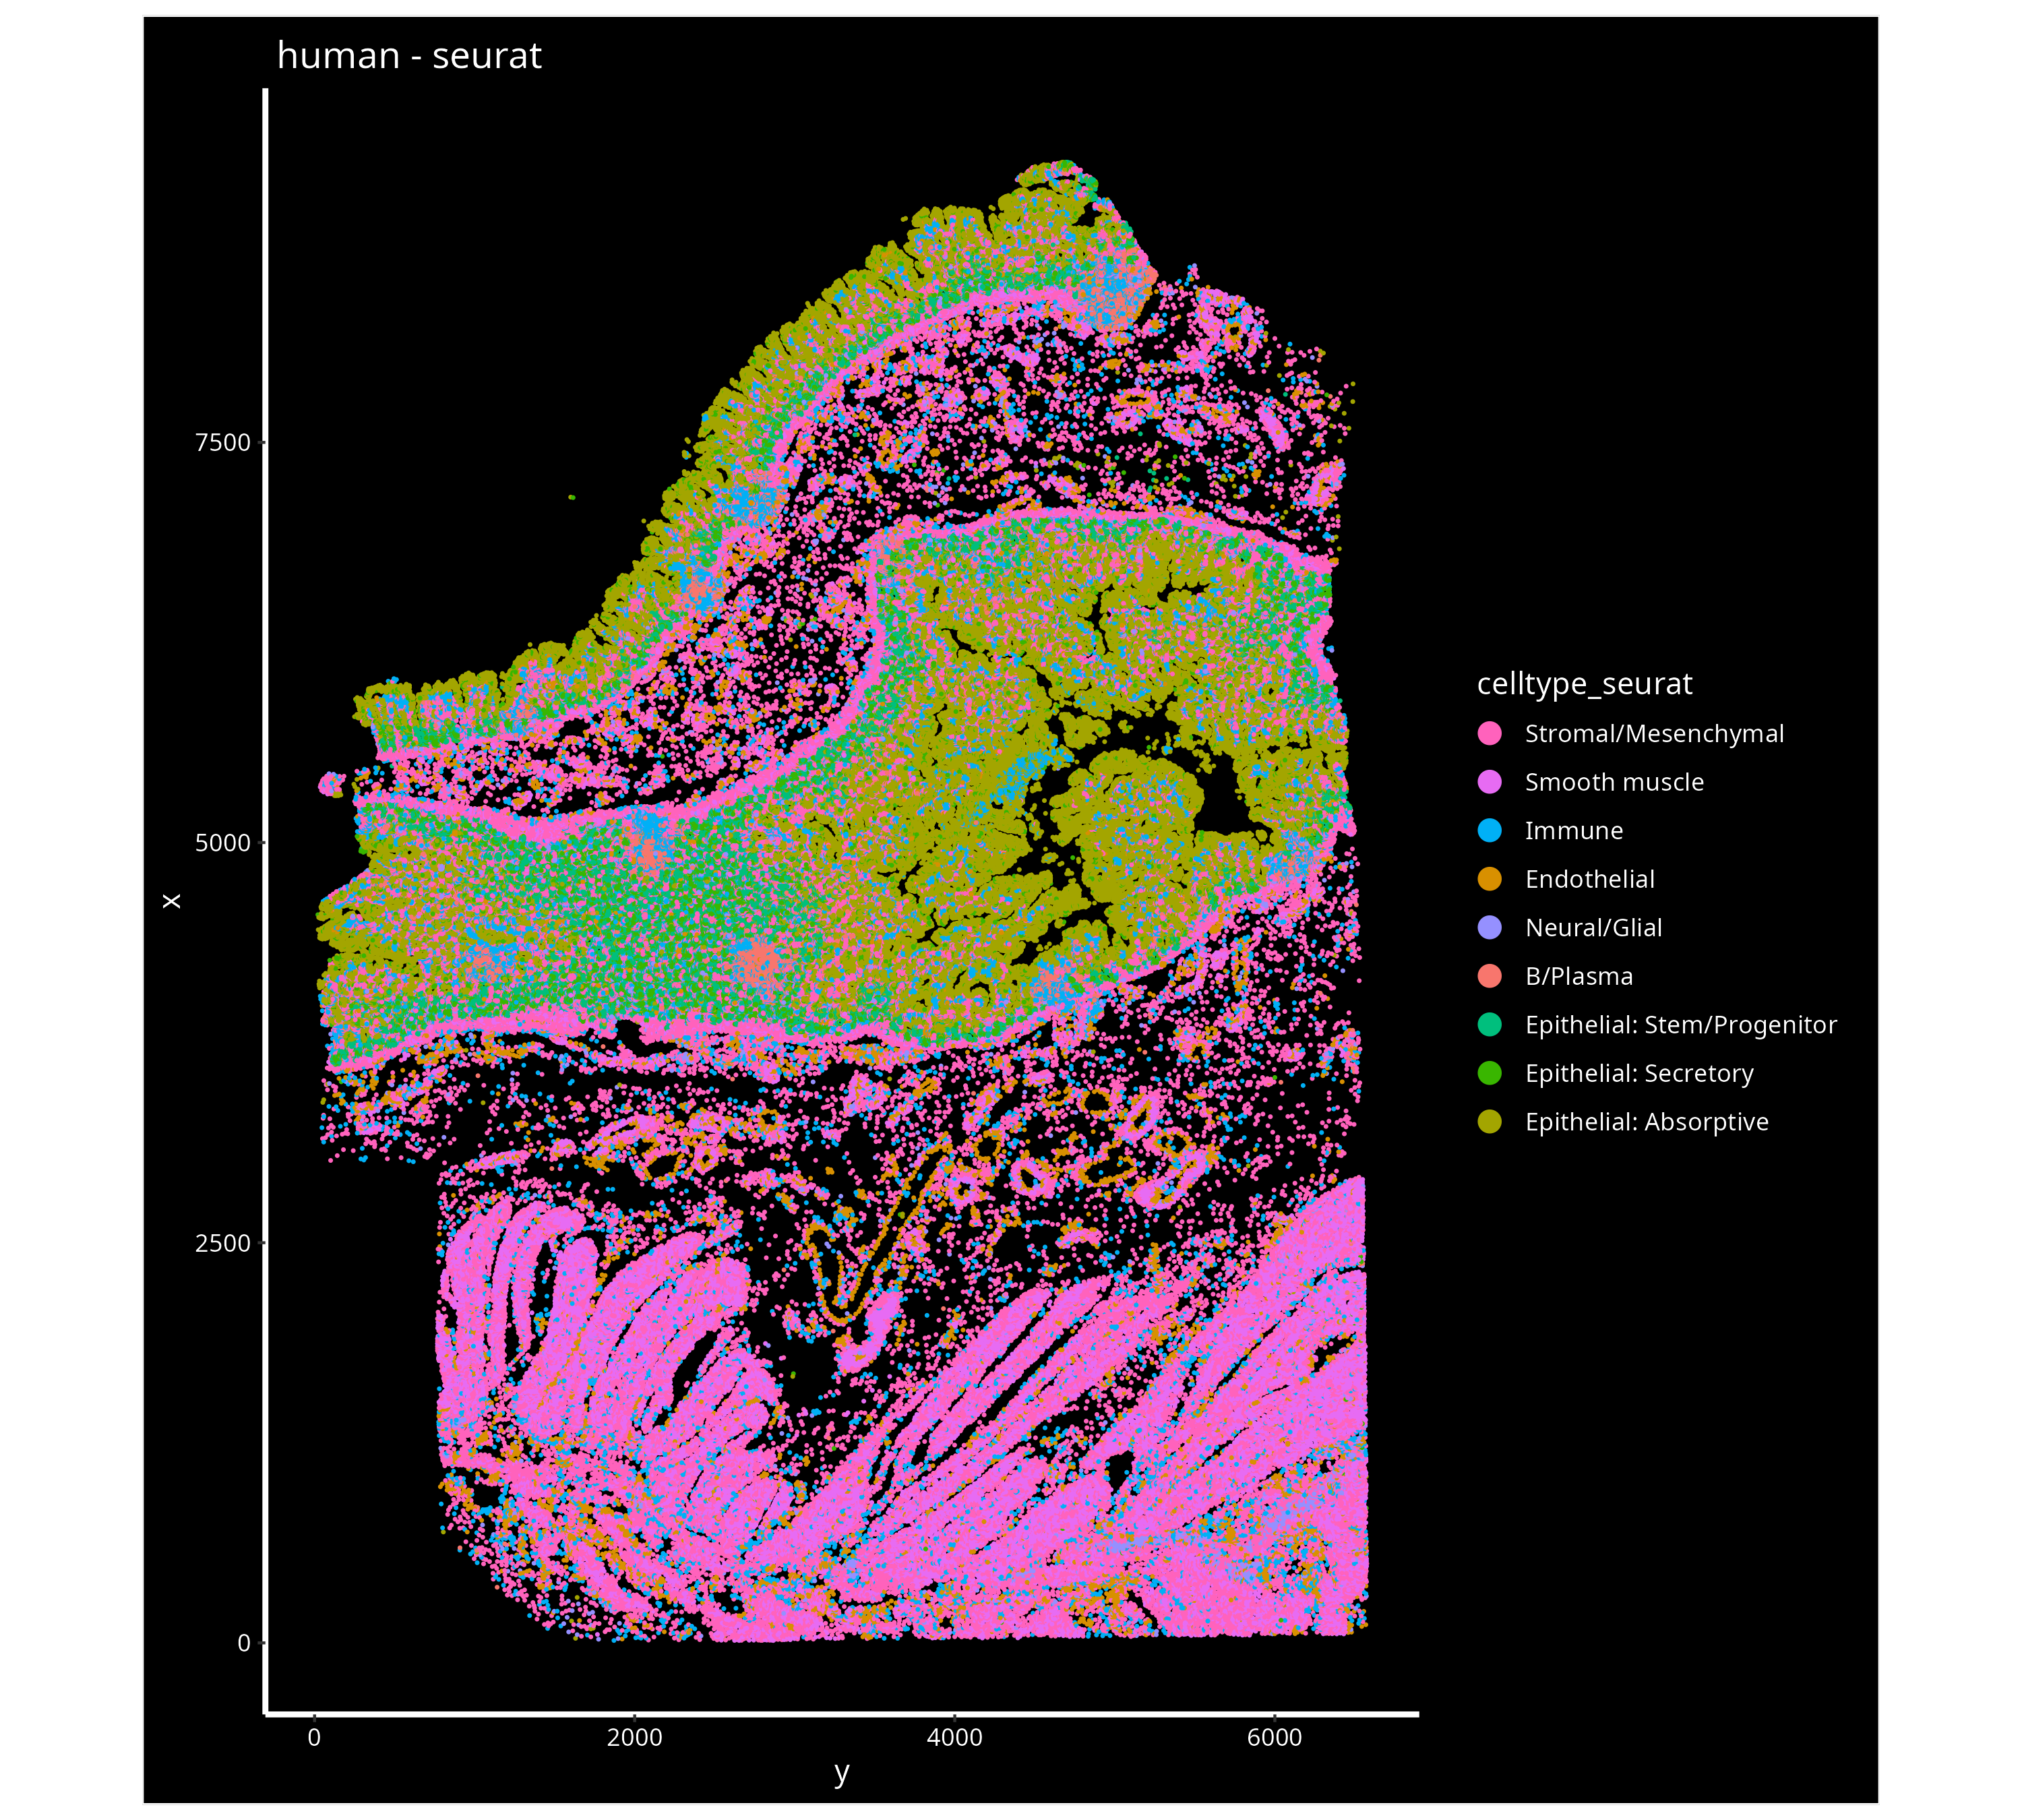 human - seurat
7500
5000
2500
0
x
0
2000
4000
6000
y
celltype_seurat
Stromal/Mesenchymal
Smooth muscle
Immune
Endothelial
Neural/Glial
B/Plasma
Epithelial: Stem/Progenitor
Epithelial: Secretory
Epithelial: Absorptive